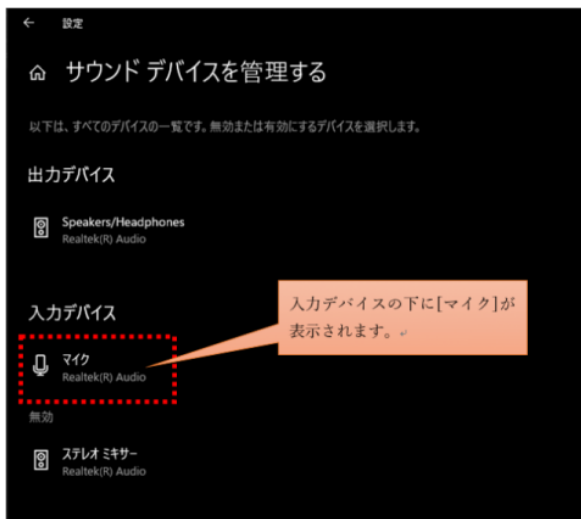 設定
サウンド デバイスを管理する
以下は、すべてのデバイスの一覧です。無効または有効にするデバイスを選択します。
出力デバイス
Speakers/Headphones
Realtek(R) Audio
入力デバイスの下に[マイク]が
表示されます。
入力デバイス
マイク
Realtek(R) Audio
無効
ステレオ ミキサー
Realtek(R) Audio